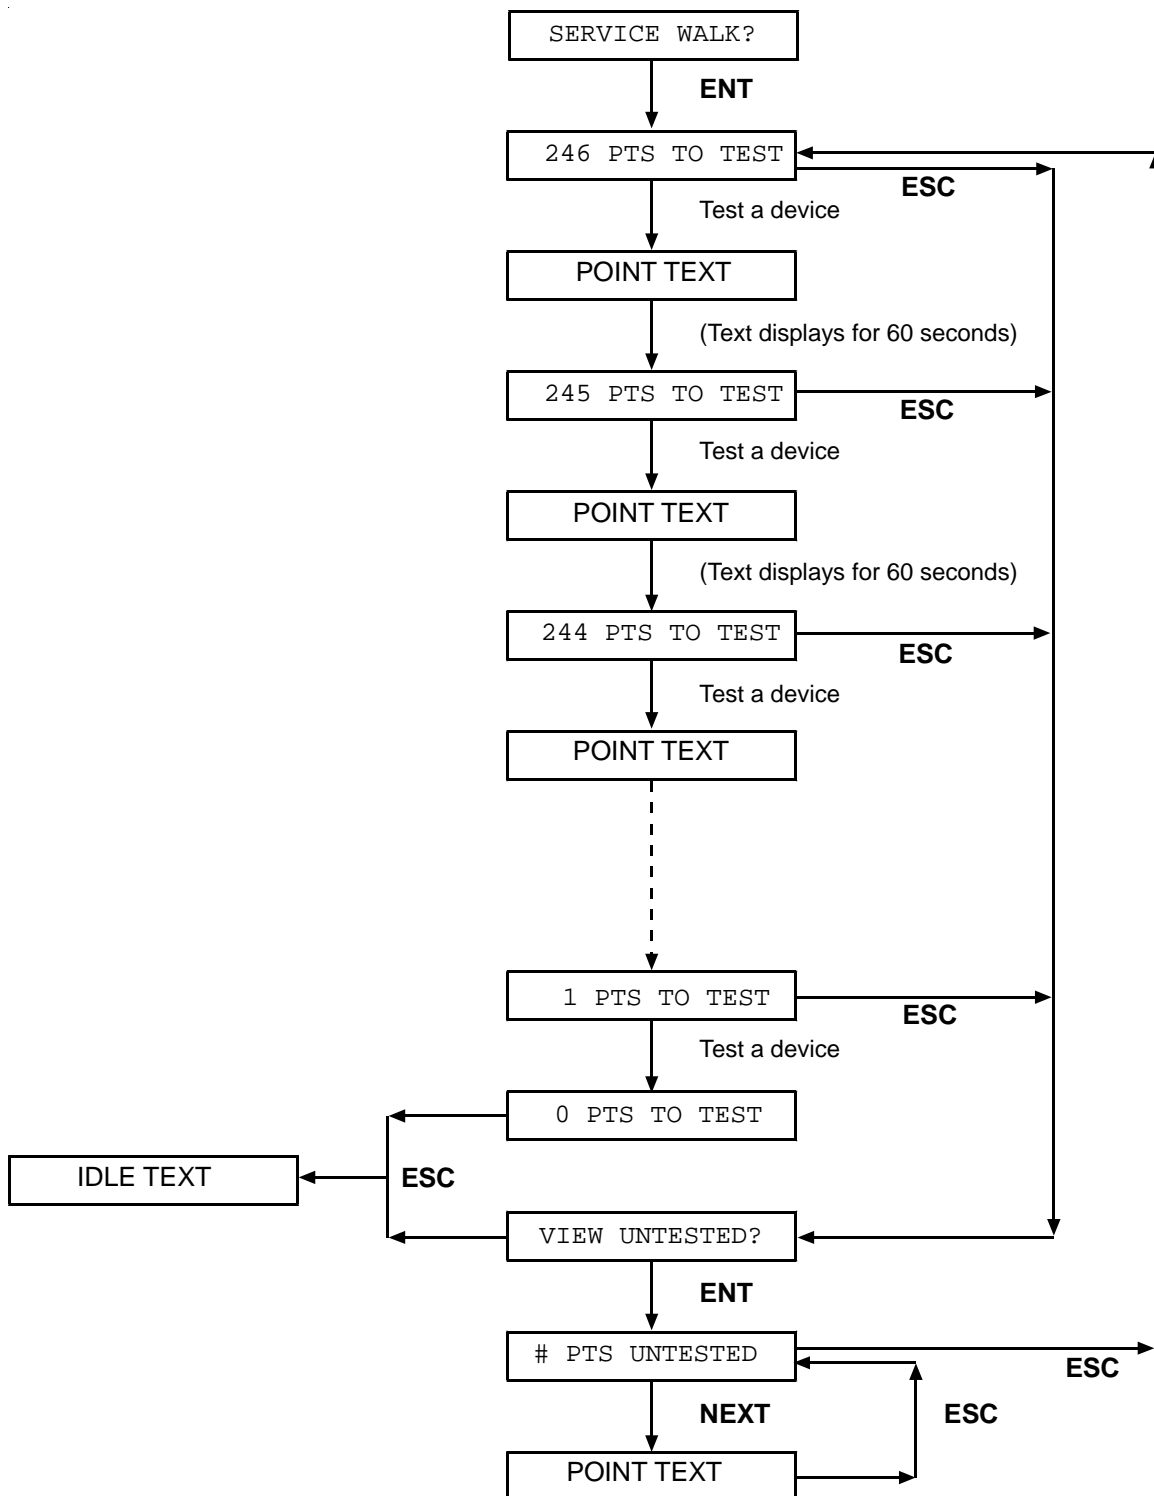 SERVICE WALK?
ENT
246 PTS TO TEST
ESC
Test a device
POINT TEXT
(Text displays for 60 seconds)
245 PTS TO TEST
ESC
Test a device
POINT TEXT
(Text displays for 60 seconds)
244 PTS TO TEST
ESC
Test a device
POINT TEXT
1 PTS TO TEST
ESC
Test a device
0 PTS TO TEST
IDLE TEXT
ESC
VIEW UNTESTED?
ENT
# PTS UNTESTED
ESC
NEXT
ESC
POINT TEXT